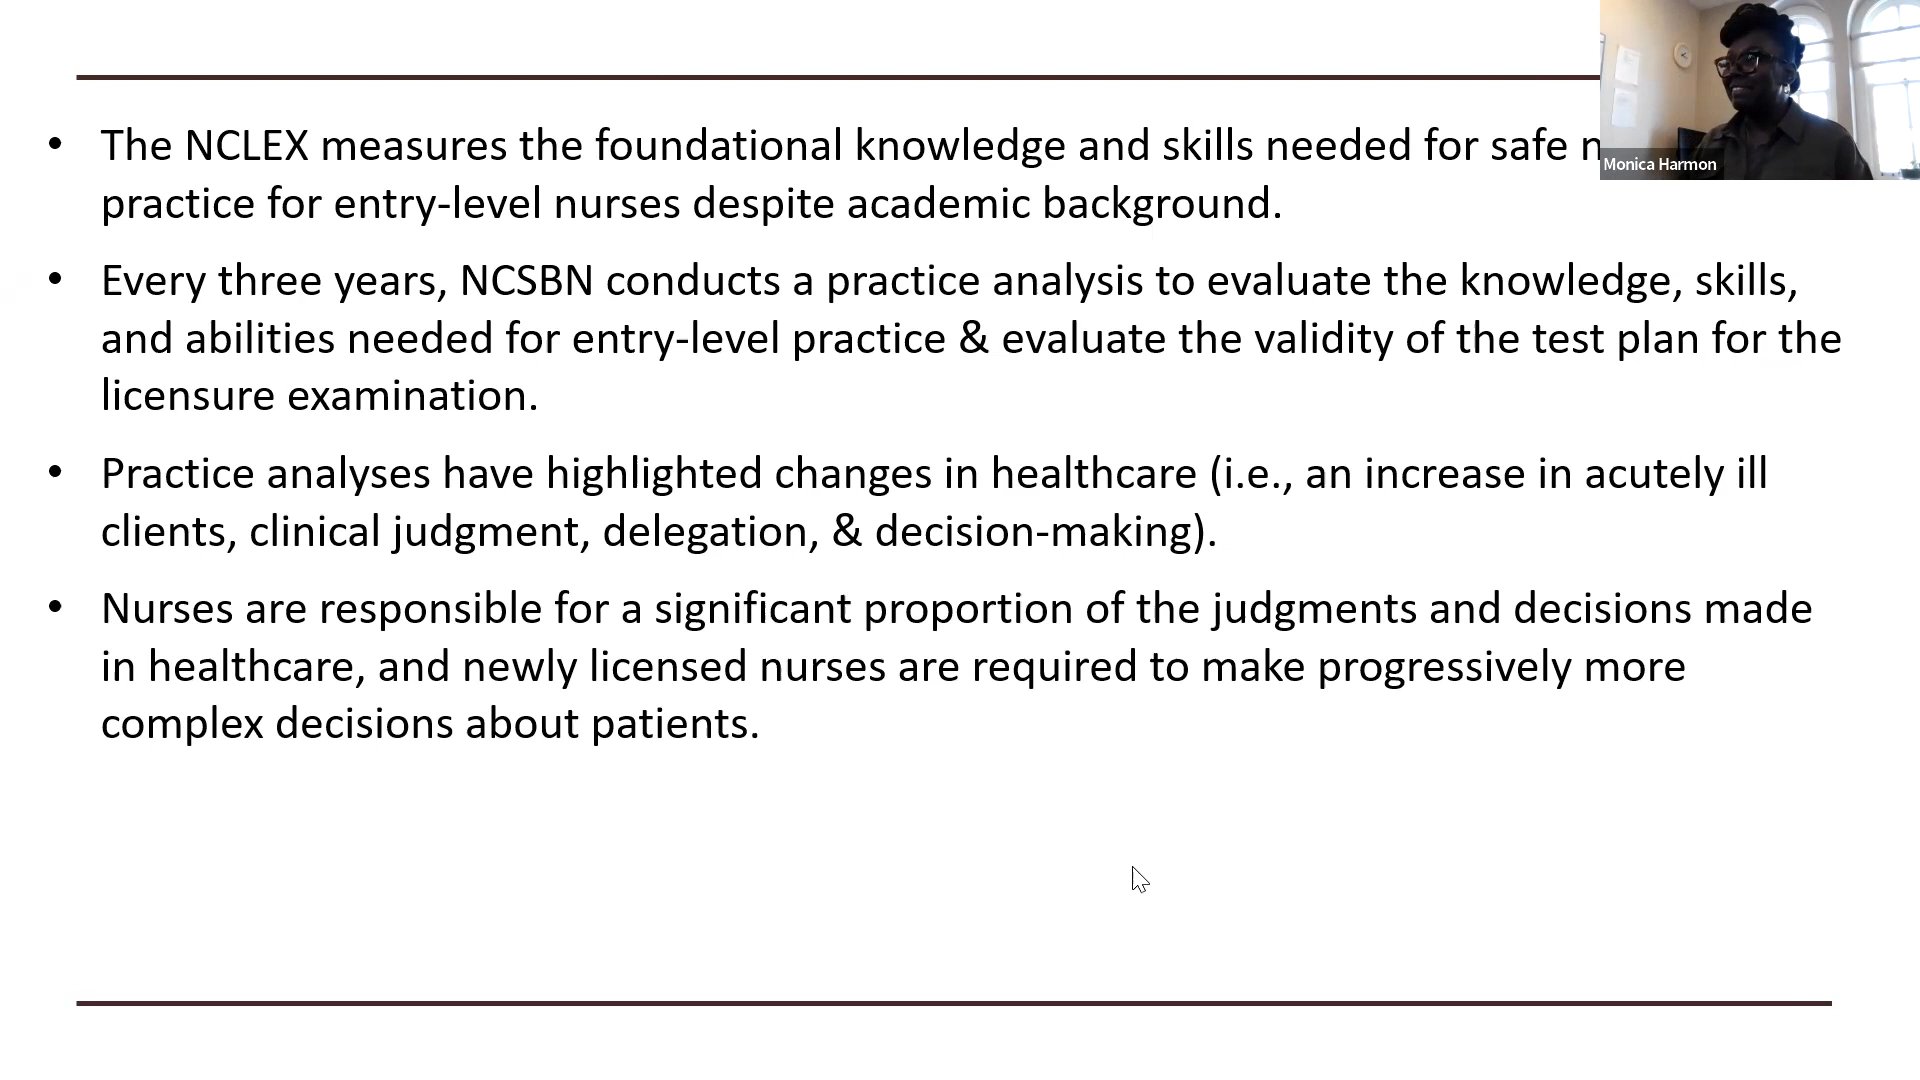 • The NCLEX measures the foundational knowledge and skills needed for safe
practice for entry-level nurses despite academic background.
• Every three years, NCSBN conducts a practice analysis to evaluate the knowledge, skills,
and abilities needed for entry-level practice & evaluate the validity of the test plan for the
licensure examination.
• Practice analyses have highlighted changes in healthcare (i.e., an increase in acutely ill
clients, clinical judgment, delegation, & decision-making).
• Nurses are responsible for a significant proportion of the judgments and decisions made
in healthcare, and newly licensed nurses are required to make progressively more
complex decisions about patients.
Monica Harmon